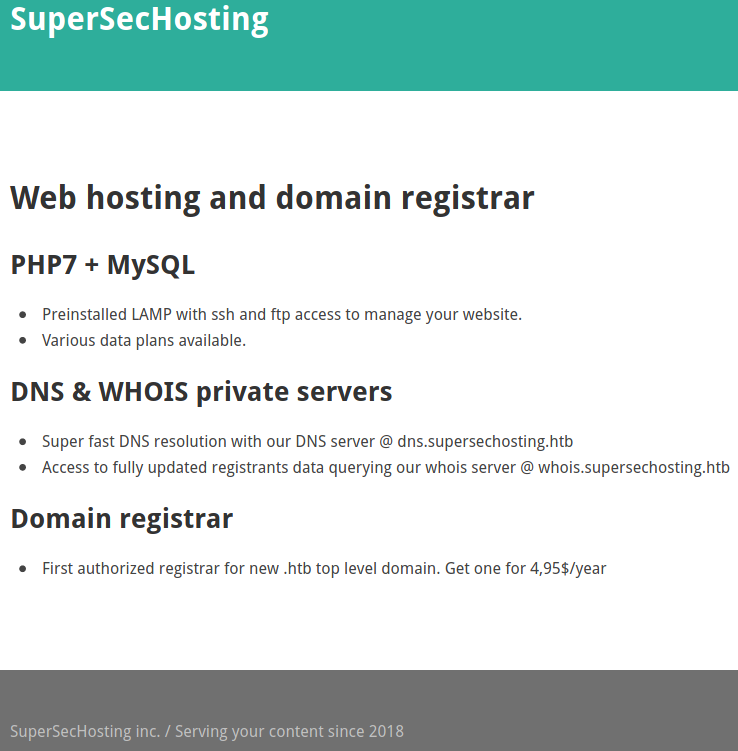 SuperSecHosting
Web hosting and domain registrar
PHP7 + MySQL
Preinstalled LAMP with ssh and ftp access to manage your website.
Various data plans available.
DNS & WHOIS private servers
Super fast DNS resolution with our DNS server @ dns.supersechosting.htb
Access to fully updated registrants data querying our whois server @ whois.supersechosting.htb
Domain registrar
First authorized registrar for new .htb top level domain. Get one for 4,95$/year
SuperSecHosting inc. / Serving your content since 2018